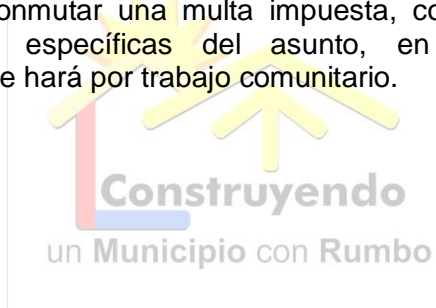 onmutar una multa impuesta, co
específicas del asunto, en
e hará por trabajo comunitario.
Construyendo
un Municipio con Rumbo